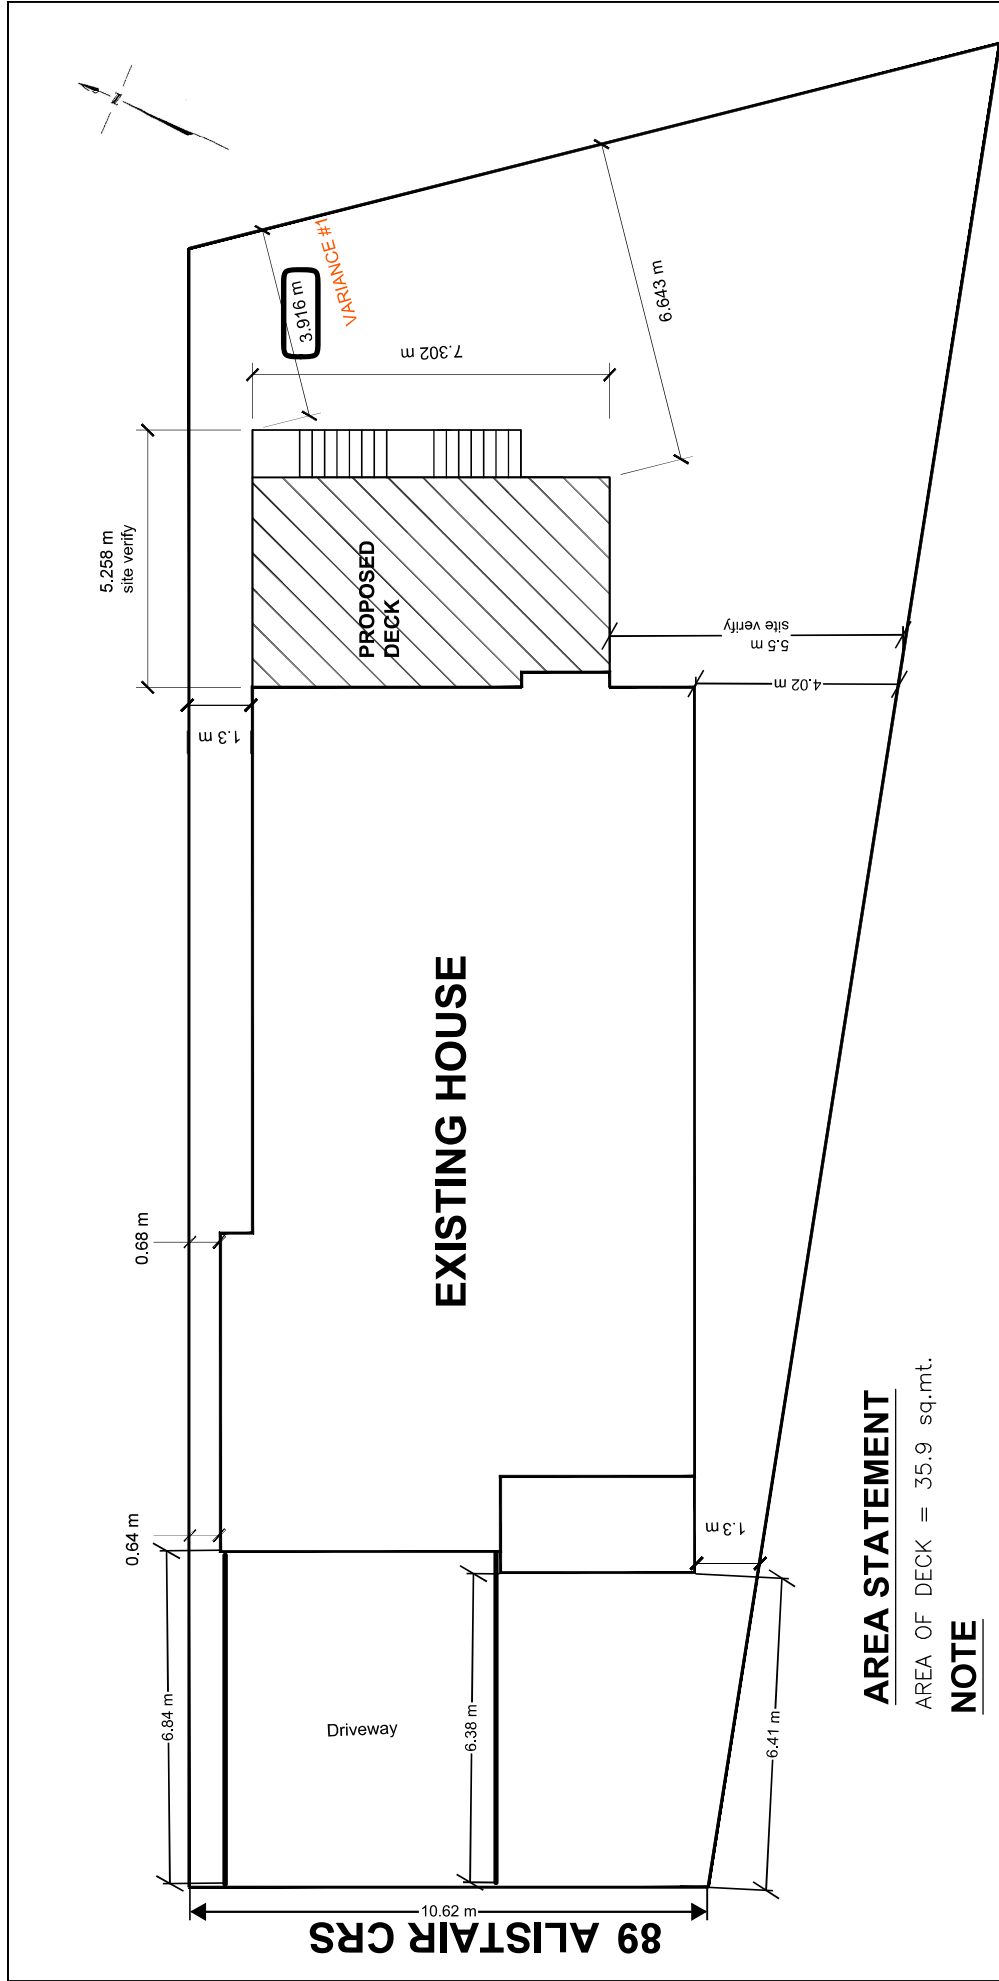 N
VARIANCE #1
3.916 m
6.643 m
7.302 m
5.258 m
site verify
PROPOSED
DECK
5.5 m
site verify
4.02 m
1.3 m
EXISTING HOUSE
0.68 m
0.64 m
1.3 m
6.84 m
Driveway
6.38 m
6.41 m
10.62 m
89 ALISTAIR CRS
AREA STATEMENT
AREA OF DECK = 35.9 sq.mt.
NOTE